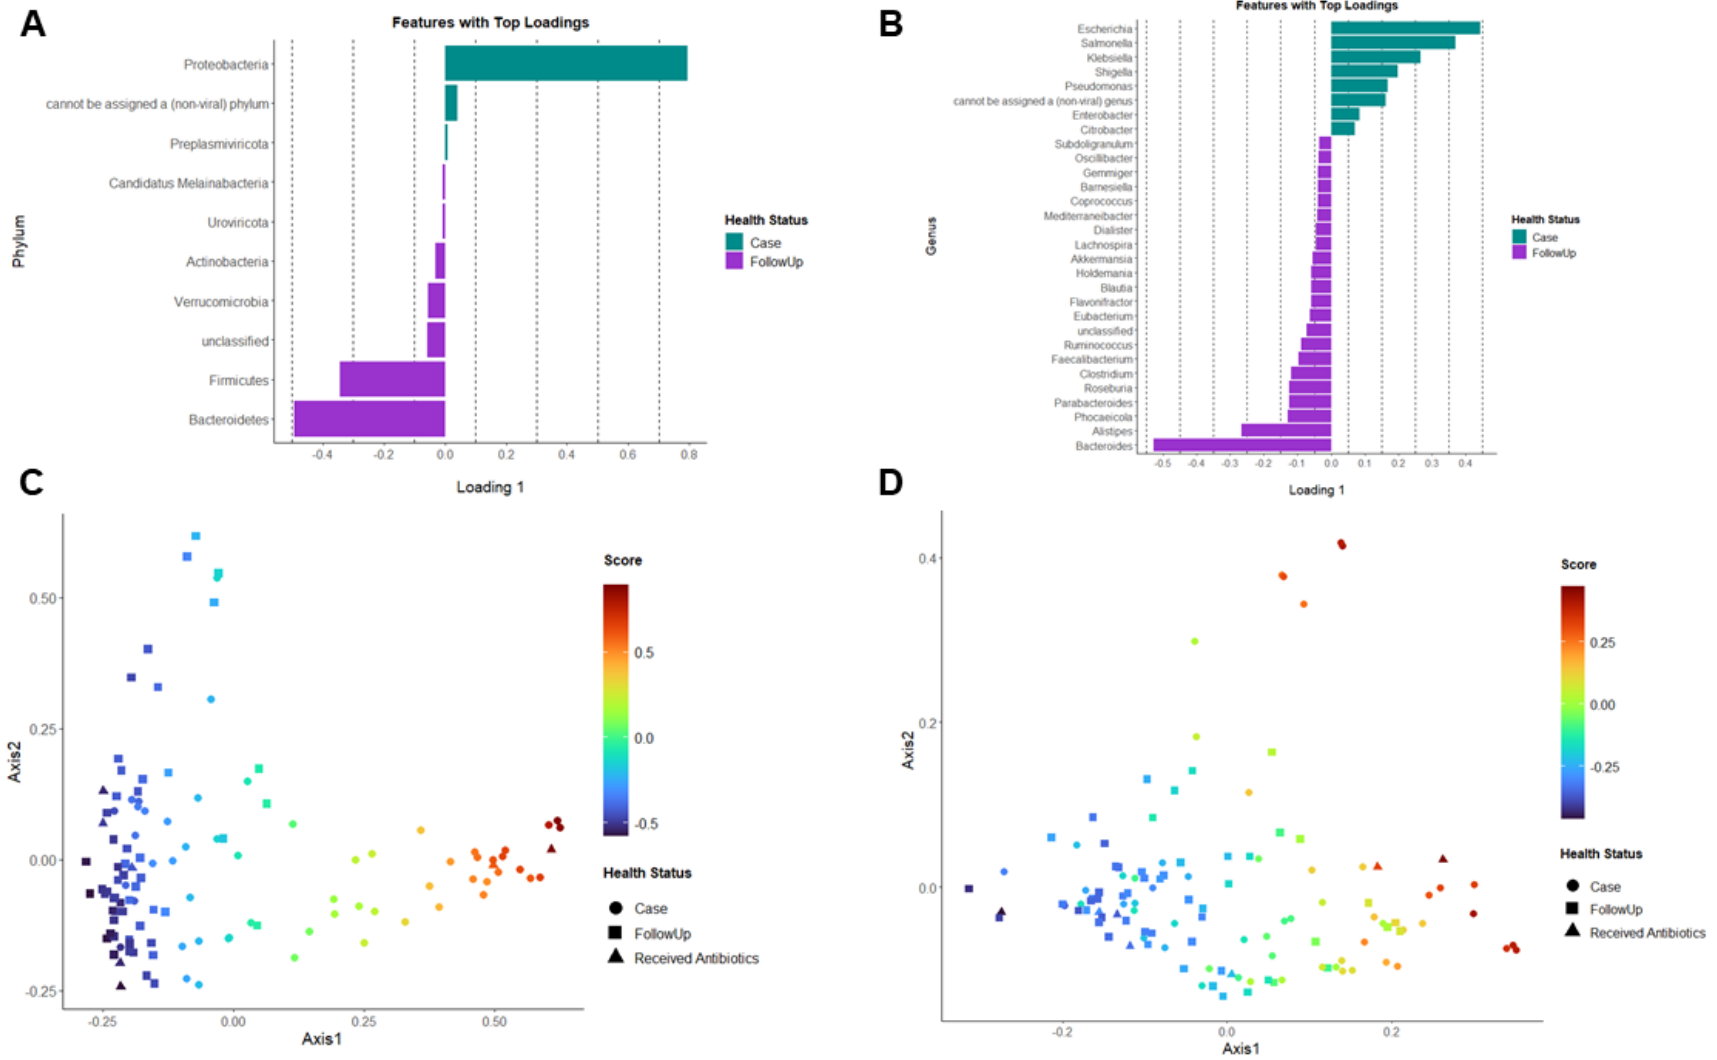 A
Features with Top Loadings
Phylum
Proteobacteria
cannot be assigned a (non-viral) phylum
Preplasmiviricota
Candidatus Melainabacteria
Uroviricota
Actinobacteria
Verrucomicrobia
unclassified
Firmicutes
Bacteroidetes
-0.4 -0.2 0.0 0.2 0.4 0.6 0.8
Loading 1
Health Status
Case
FollowUp
B
Features with Top Loadings
Genus
Escherichia
Salmonella
Klebsiella
Shigella
Pseudomonas
cannot be assigned a (non-viral) genus
Enterobacter
Citrobacter
Subdoligranulum
Oscillibacter
Gemmiger
Barnesiella
Coprococcus
Mediterraneibacter
Dialister
Lachnospira
Akkermansia
Holdemania
Blautia
Flavonifractor
Eubacterium
unclassified
Ruminococcus
Faecalibacterium
Clostridium
Roseburia
Parabacteroides
Phocaeicola
Alistipes
Bacteroides
-0.5 -0.4 -0.3 -0.2 -0.1 0.0 0.1 0.2 0.3 0.4
Loading 1
Health Status
Case
FollowUp
C
Axis2
0.50
0.25
0.00
-0.25
-0.25 0.00 0.25 0.50
Axis1
Score
0.5
0.0
-0.5
Health Status
Case
FollowUp
Received Antibiotics
D
Axis2
0.4
0.2
0.0
-0.2 0.0 0.2
Axis1
Score
0.25
0.00
-0.25
Health Status
Case
FollowUp
Received Antibiotics